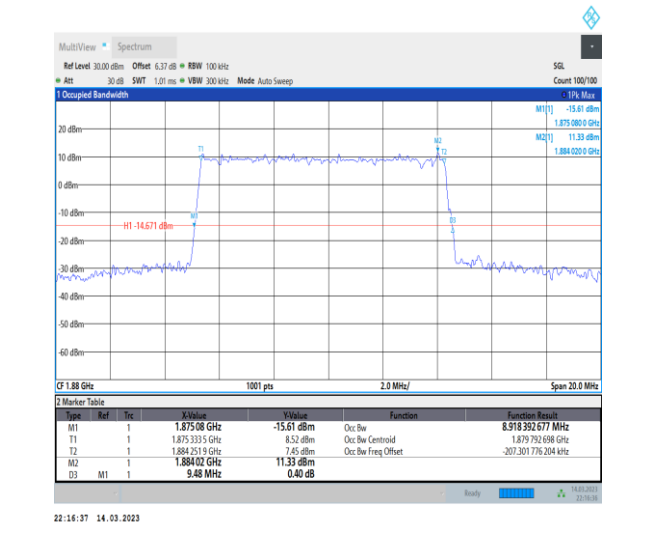 MultiView Spectrum
Ref Level 30.00 dBm Offset 6.37 dB RBW 100 kHz SGL
Att 30 dB SWT 1.01 ms VBW 300 kHz Mode Auto Sweep Count 100/100
1 Occupied Bandwidth 1Pk Max
M1[1] -15.61 dBm
1.875 080 0 GHz
M2[1] 11.33 dBm
1.884 020 0 GHz
20 dBm
M2
T1
T2
10 dBm
0 dBm
-10 dBm
M1
D3
H1 -14.671 dBm
-20 dBm
-30 dBm
-40 dBm
-50 dBm
-60 dBm
CF 1.88 GHz 1001 pts 2.0 MHz/ Span 20.0 MHz
2 Marker Table
Type Ref Trc X-Value Y-Value Function Function Result
M1 1 1.87508 GHz -15.61 dBm Occ Bw 8.918 392 677 MHz
T1 1 1.875 333 5 GHz 8.52 dBm Occ Bw Centroid 1.879 792 698 GHz
T2 1 1.884 251 9 GHz 7.45 dBm Occ Bw Freq Offset -207.301 776 204 kHz
M2 1 1.88402 GHz 11.33 dBm
D3 M1 1 9.48 MHz 0.40 dB
Ready 14.03.2023
22:16:36
22:16:37 14.03.2023